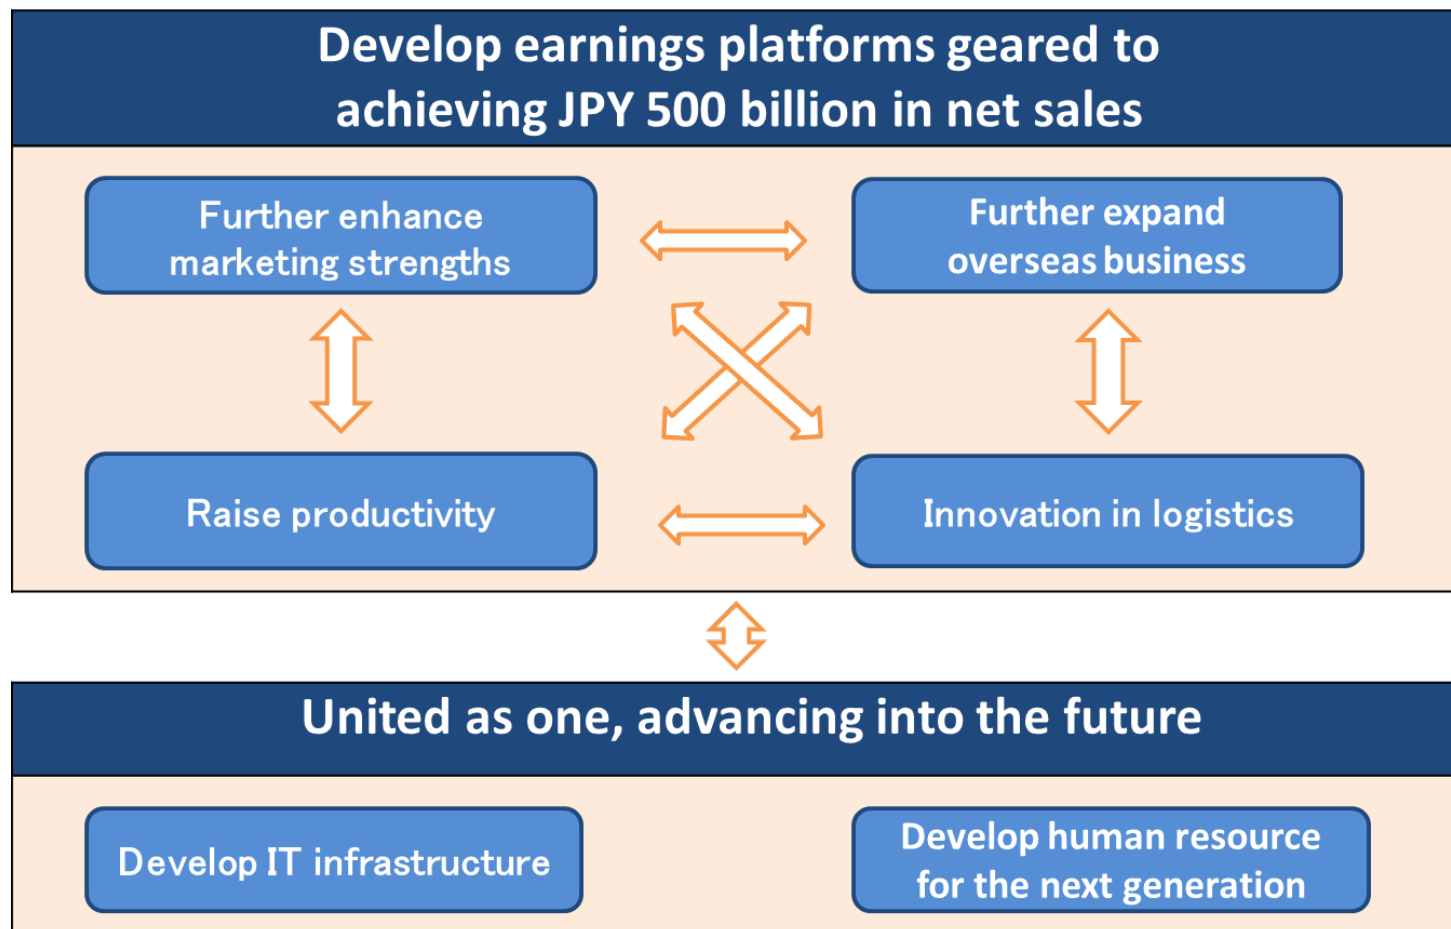 Develop earnings platforms geared to
achieving JPY 500 billion in net sales
Further enhance
marketing strengths
Further expand
overseas business
Raise productivity
Innovation in logistics
United as one, advancing into the future
Develop IT infrastructure
Develop human resource
for the next generation